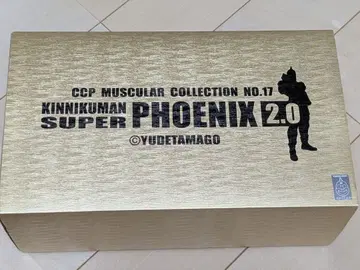 CCP MUSCULAR COLLECTION NO.17
KINNIKUMAN
SUPER PHOENIX 2.0
©YUDETAMAGO